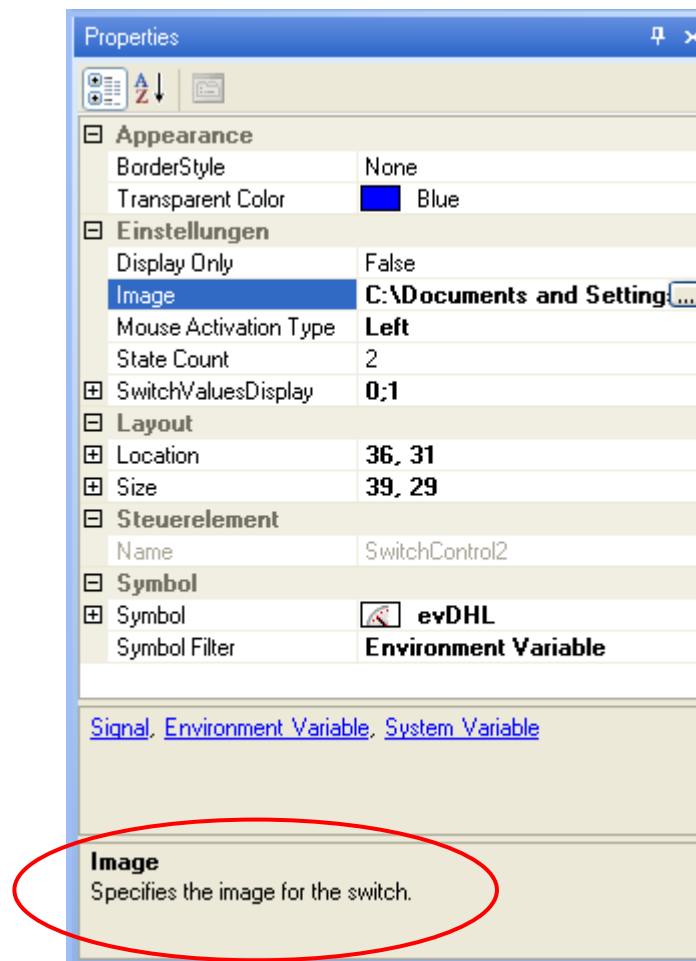 Properties
Appearance
BorderStyle None
Transparent Color Blue
Einstellungen
Display Only False
Image C:\Documents and Settings ...
Mouse Activation Type Left
State Count 2
SwitchValuesDisplay 0;1
Layout
Location 36, 31
Size 39, 29
Steuerelement
Name SwitchControl2
Symbol
Symbol evDHL
Symbol Filter Environment Variable
Signal, Environment Variable, System Variable
Image
Specifies the image for the switch.